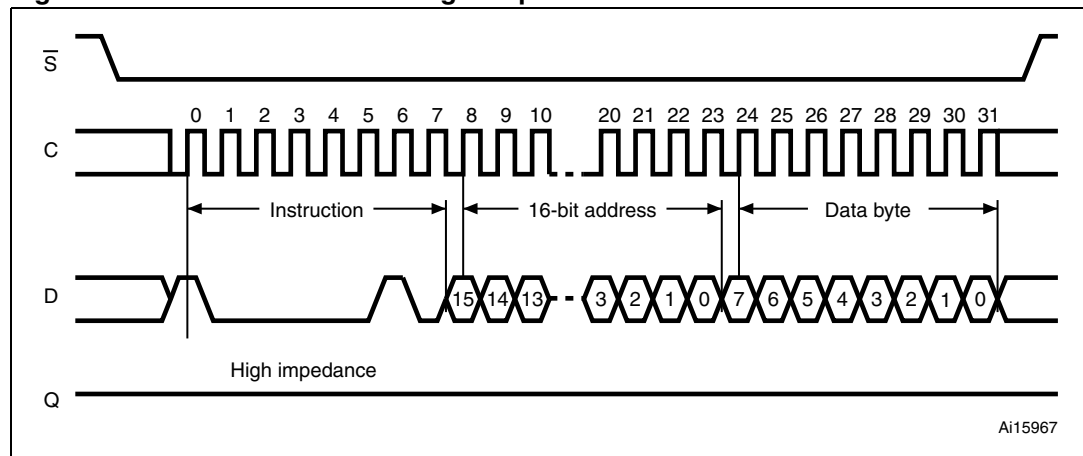 S
0 1 2 3 4 5 6 7 8 9 10 20 21 22 23 24 25 26 27 28 29 30 31
C
Instruction 16-bit address Data byte
D 15 14 13 3 2 1 0 7 6 5 4 3 2 1 0
High impedance
Q
Ai15967